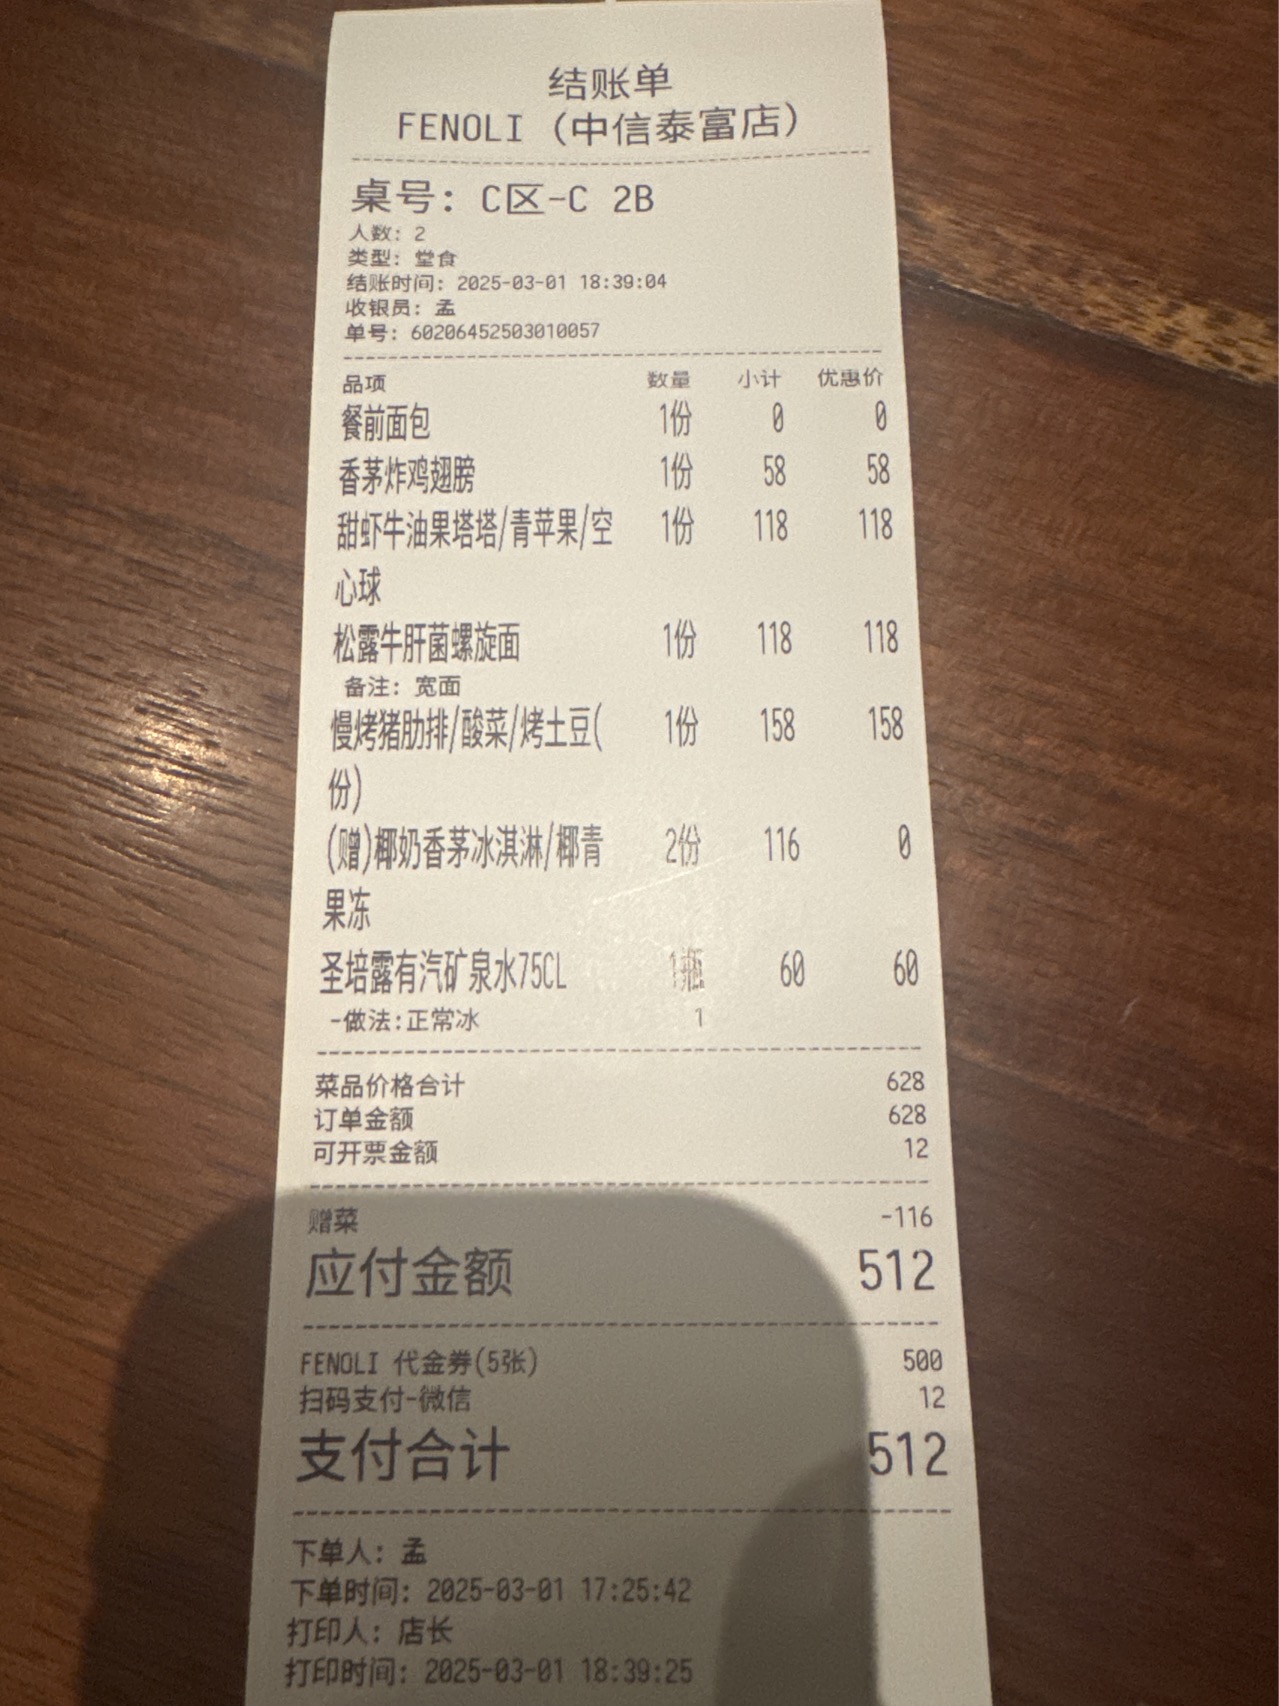 结账单
FENOLI (中信泰富店)
桌号: C区-C 2B
人数: 2
类型: 堂食
结账时间: 2025-03-01 18:39:04
收银员: 孟
单号: 60206452503010057
品项 数量 小计 优惠价
餐前面包 1份 0 0
香茅炸鸡翅膀 1份 58 58
甜虾牛油果塔塔/青苹果/空 1份 118 118
心球
松露牛肝菌螺旋面 1份 118 118
备注: 宽面
慢烤猪肋排/酸菜/烤土豆( 1份 158 158
份)
(赠)椰奶香茅冰淇淋/椰青 2份 116 0
果冻
圣培露有汽矿泉水75CL 1瓶 60 60
-做法:正常冰 1
菜品价格合计 628
订单金额 628
可开票金额 12
赠菜 -116
应付金额 512
FENOLI 代金券(5张) 500
扫码支付-微信 12
支付合计 512
下单人: 孟
下单时间: 2025-03-01 17:25:42
打印人: 店长
打印时间: 2025-03-01 18:39:25